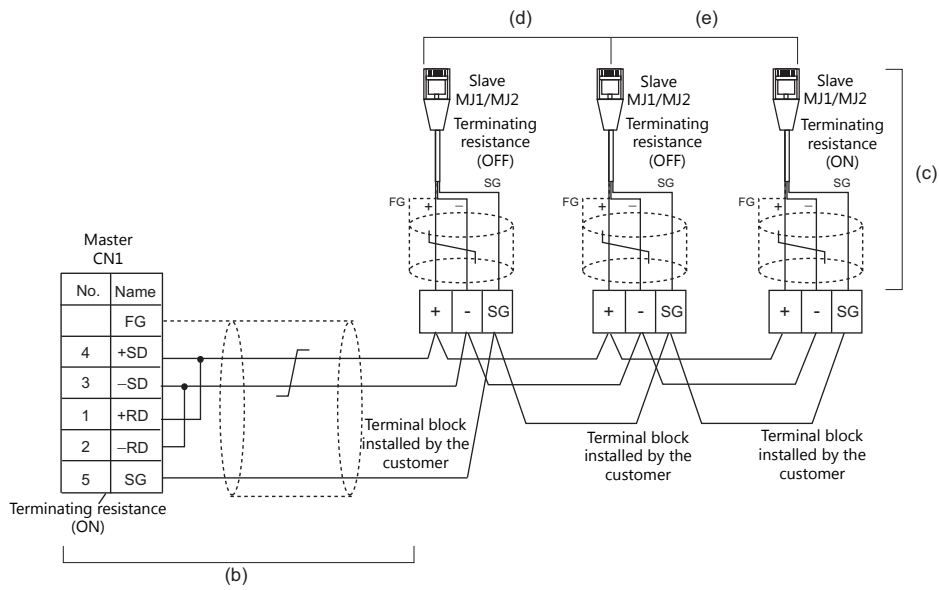 (d)
(e)
Slave
MJ1/MJ2
Terminating
resistance
(OFF)
SG
FG
+
−
Slave
MJ1/MJ2
Terminating
resistance
(OFF)
SG
FG
+
−
Slave
MJ1/MJ2
Terminating
resistance
(ON)
SG
FG
+
−
(c)
+ - SG
+ - SG
+ - SG
Master
CN1
No. Name
FG
4 +SD
3 −SD
1 +RD
2 −RD
5 SG
Terminating resistance
(ON)
Terminal block
installed by the
customer
Terminal block
installed by the
customer
Terminal block
installed by the
customer
(b)